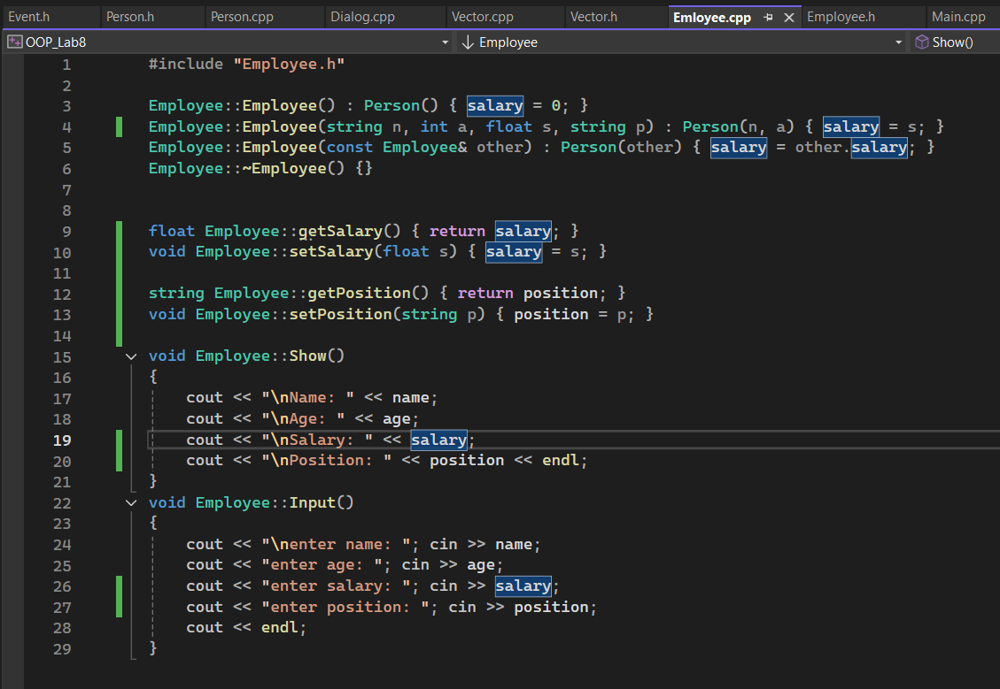 Event.h Person.h Person.cpp Dialog.cpp Vector.cpp Vector.h Emloyee.cpp Employee.h Main.cpp
OOP_Lab8 Employee Show()
1 #include "Employee.h"
2
3 Employee::Employee() : Person() { salary = 0; }
4 Employee::Employee(string n, int a, float s, string p) : Person(n, a) { salary = s; }
5 Employee::Employee(const Employee& other) : Person(other) { salary = other.salary; }
6 Employee::~Employee() {}
7
8
9 float Employee::getSalary() { return salary; }
10 void Employee::setSalary(float s) { salary = s; }
11
12 string Employee::getPosition() { return position; }
13 void Employee::setPosition(string p) { position = p; }
14
15 void Employee::Show()
16 {
17 cout << "\nName: " << name;
18 cout << "\nAge: " << age;
19 cout << "\nSalary: " << salary;
20 cout << "\nPosition: " << position << endl;
21 }
22 void Employee::Input()
23 {
24 cout << "\nenter name: "; cin >> name;
25 cout << "enter age: "; cin >> age;
26 cout << "enter salary: "; cin >> salary;
27 cout << "enter position: "; cin >> position;
28 cout << endl;
29 }